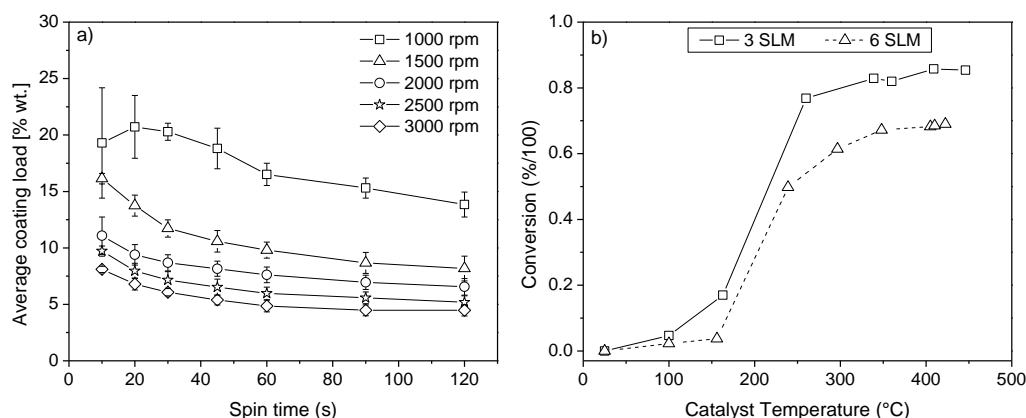 a)
1000 rpm
1500 rpm
2000 rpm
2500 rpm
3000 rpm
30
25
20
15
10
5
0
Average coating load [% wt.]
0 20 40 60 80 100 120
Spin time (s)
b)
3 SLM 6 SLM
1.0
0.8
0.6
0.4
0.2
0.0
Conversion (%/100)
0 100 200 300 400 500
Catalyst Temperature (°C)